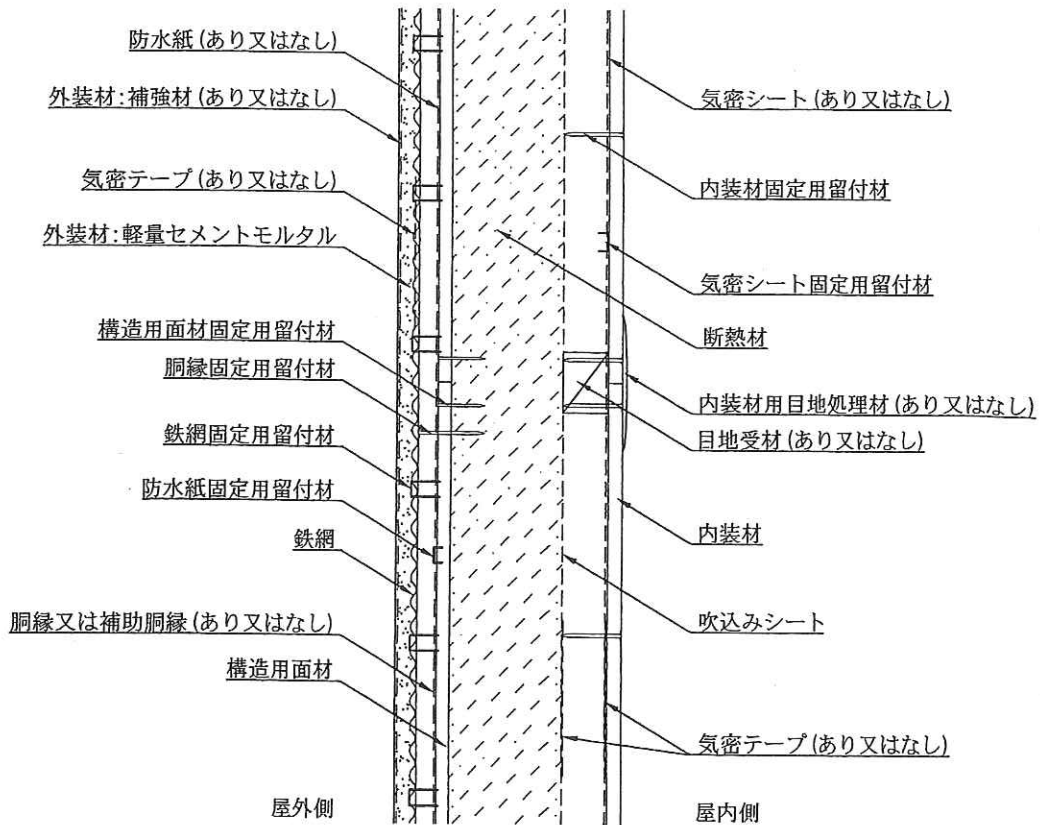 防水紙(あり又はなし)
外装材:補強材(あり又はなし)
気密テープ(あり又はなし)
外装材:軽量セメントモルタル
構造用面材固定用留付材
胴縁固定用留付材
鉄網固定用留付材
防水紙固定用留付材
鉄網
胴縁又は補助胴縁(あり又はなし)
構造用面材
屋外側
気密シート(あり又はなし)
内装材固定用留付材
気密シート固定用留付材
断熱材
内装材用目地処理材(あり又はなし)
目地受材(あり又はなし)
内装材
吹込みシート
気密テープ(あり又はなし)
屋内側